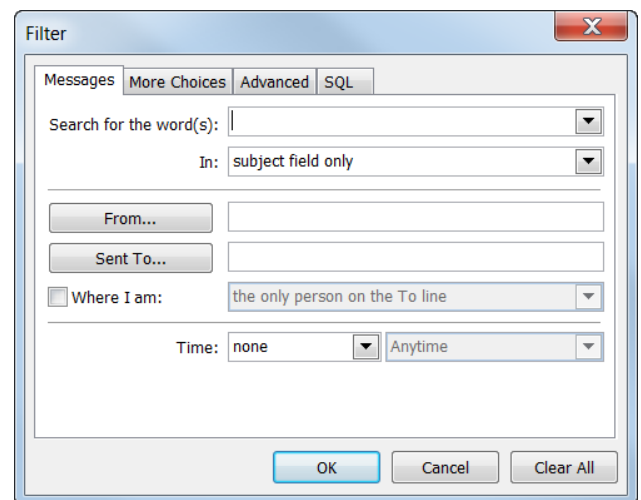 Filter
Messages More Choices Advanced SQL
Search for the word(s):
In: subject field only
From...
Sent To...
Where I am: the only person on the To line
Time: none Anytime
OK Cancel Clear All